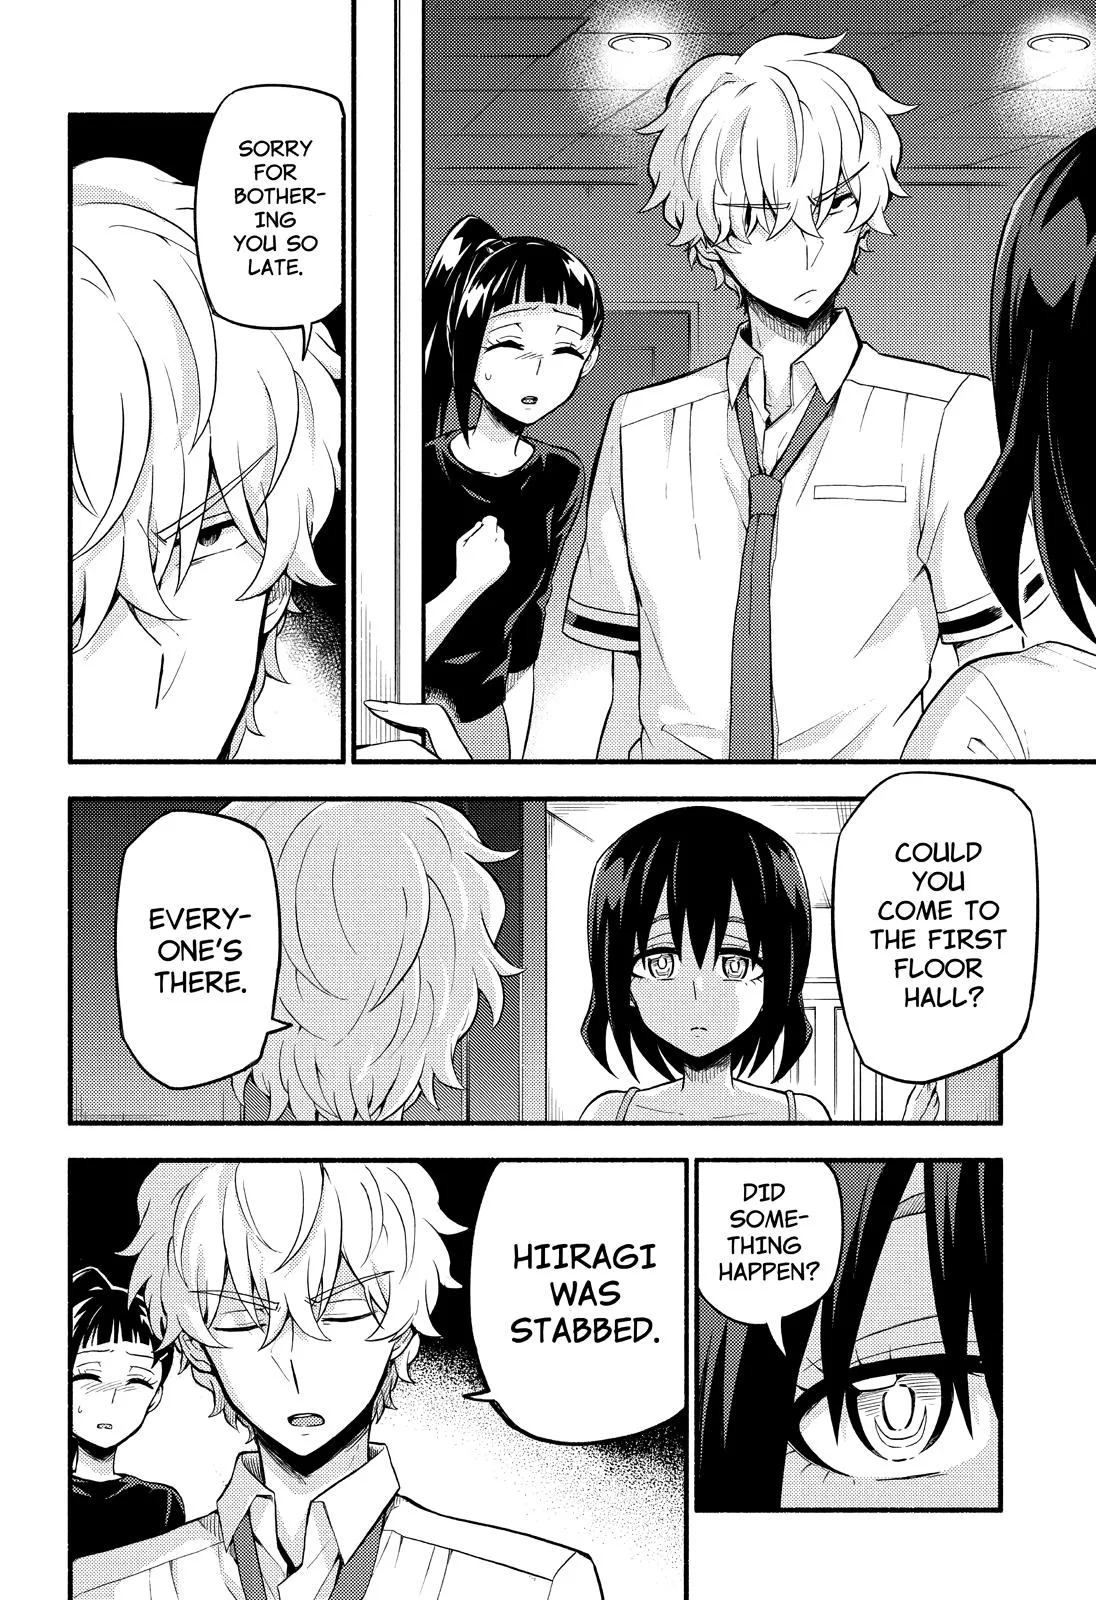 SORRY
FOR
BOTHER-
ING
YOU SO
LATE.
COULD
YOU
COME TO
THE FIRST
FLOOR
HALL?
EVERY-
ONE'S
THERE.
DID
SOME-
THING
HAPPEN?
HIIRAGI
WAS
STABBED.